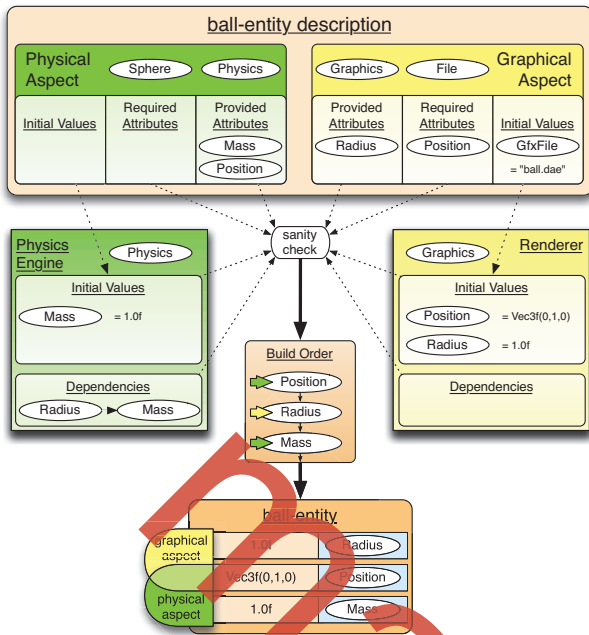 ball-entity description
Physical Aspect
Sphere
Physics
Graphics
File
Graphical Aspect
Initial Values
Required Attributes
Provided Attributes
Mass
Position
Provided Attributes
Radius
Required Attributes
Position
Initial Values
GfxFile
= "ball.dae"
sanity check
Physics Engine
Physics
Initial Values
Mass = 1.0f
Dependencies
Radius Mass
Graphics
Renderer
Initial Values
Position = Vec3f(0,1,0)
Radius = 1.0f
Dependencies
Build Order
Position
Radius
Mass
ball-entity
graphical aspect
1.0f Radius
Vec3f(0,1,0) Position
physical aspect
1.0f Mass